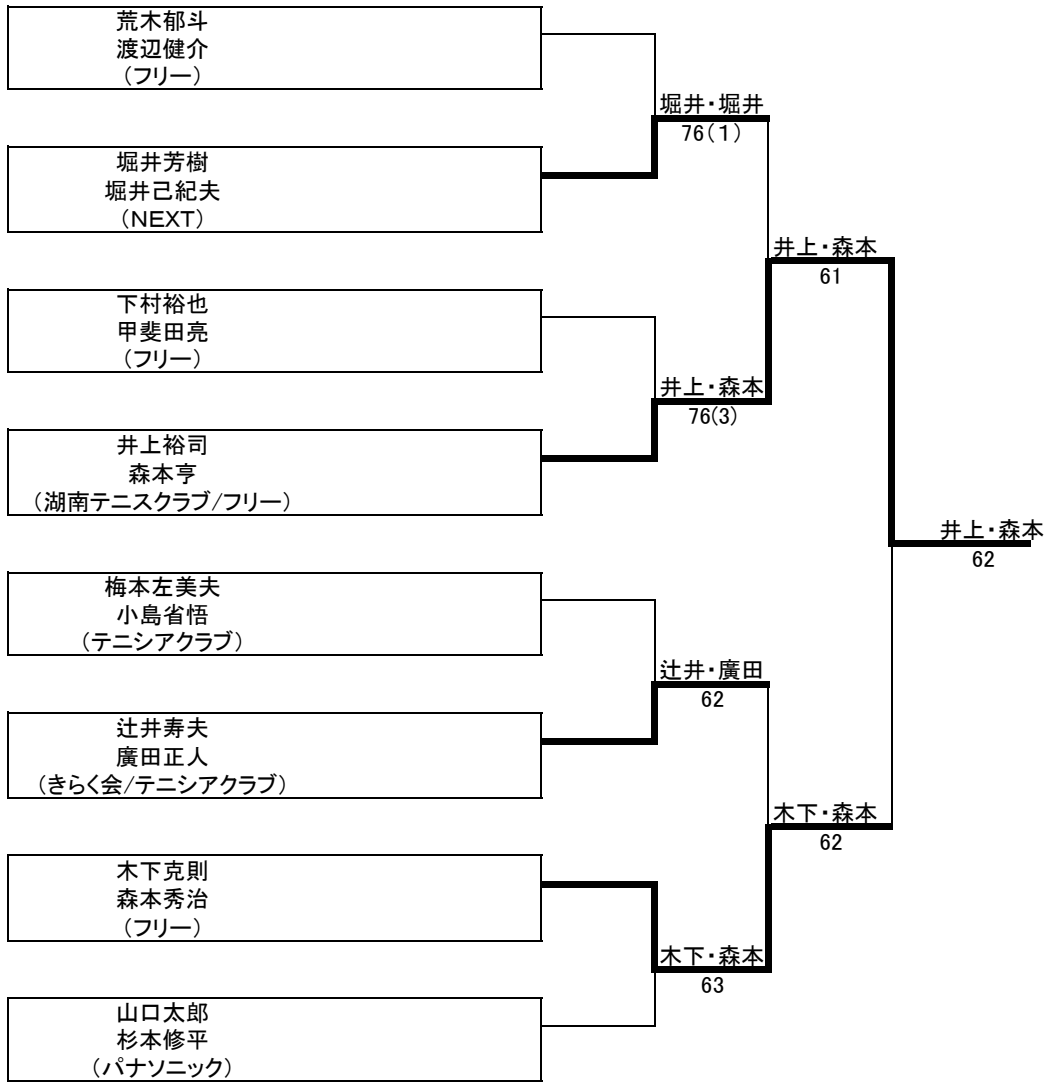 荒木郁斗
渡辺健介
（フリー）
堀井・堀井
76（１）
堀井芳樹
堀井己紀夫
（NEXT）
井上・森本
61
下村裕也
甲斐田亮
（フリー）
井上・森本
76(3)
井上裕司
森本亨
（湖南テニスクラブ/フリー）
井上・森本
62
梅本左美夫
小島省悟
（テニシアクラブ）
辻井・廣田
62
辻井寿夫
廣田正人
（きらく会/テニシアクラブ）
木下・森本
62
木下克則
森本秀治
（フリー）
木下・森本
63
山口太郎
杉本修平
（パナソニック）